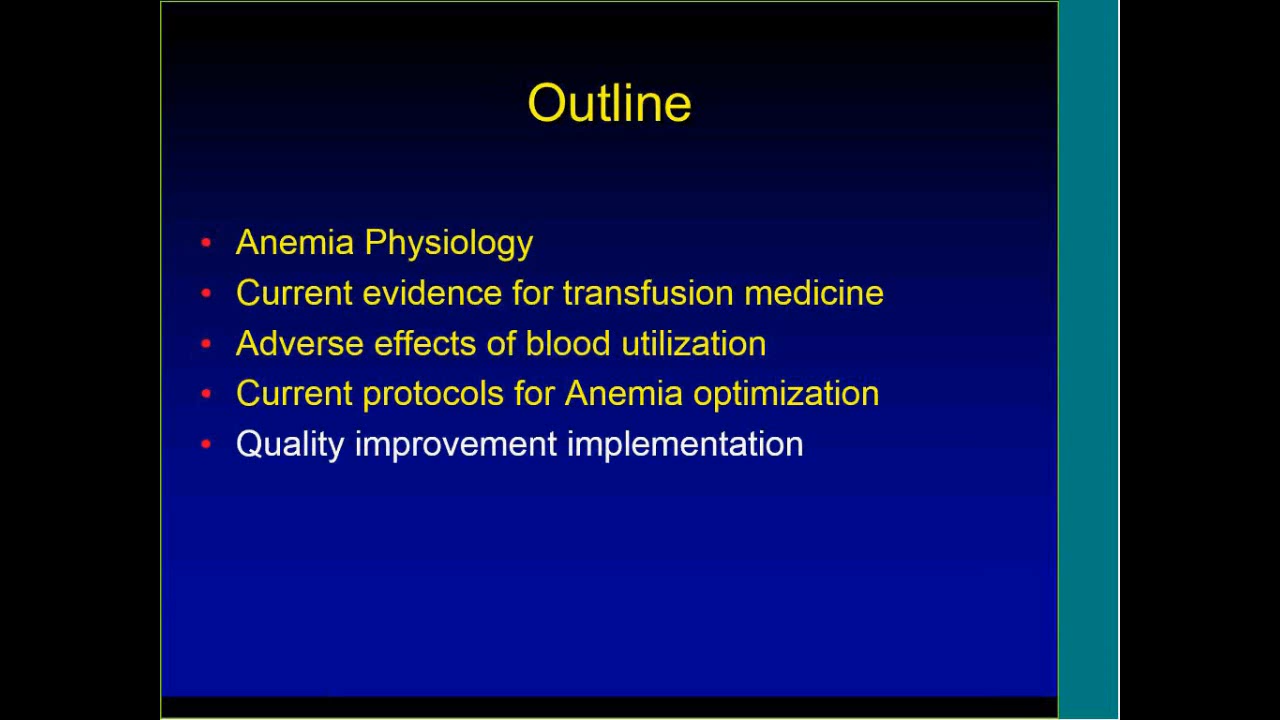 Outline
• Anemia Physiology
• Current evidence for transfusion medicine
• Adverse effects of blood utilization
• Current protocols for Anemia optimization
• Quality improvement implementation